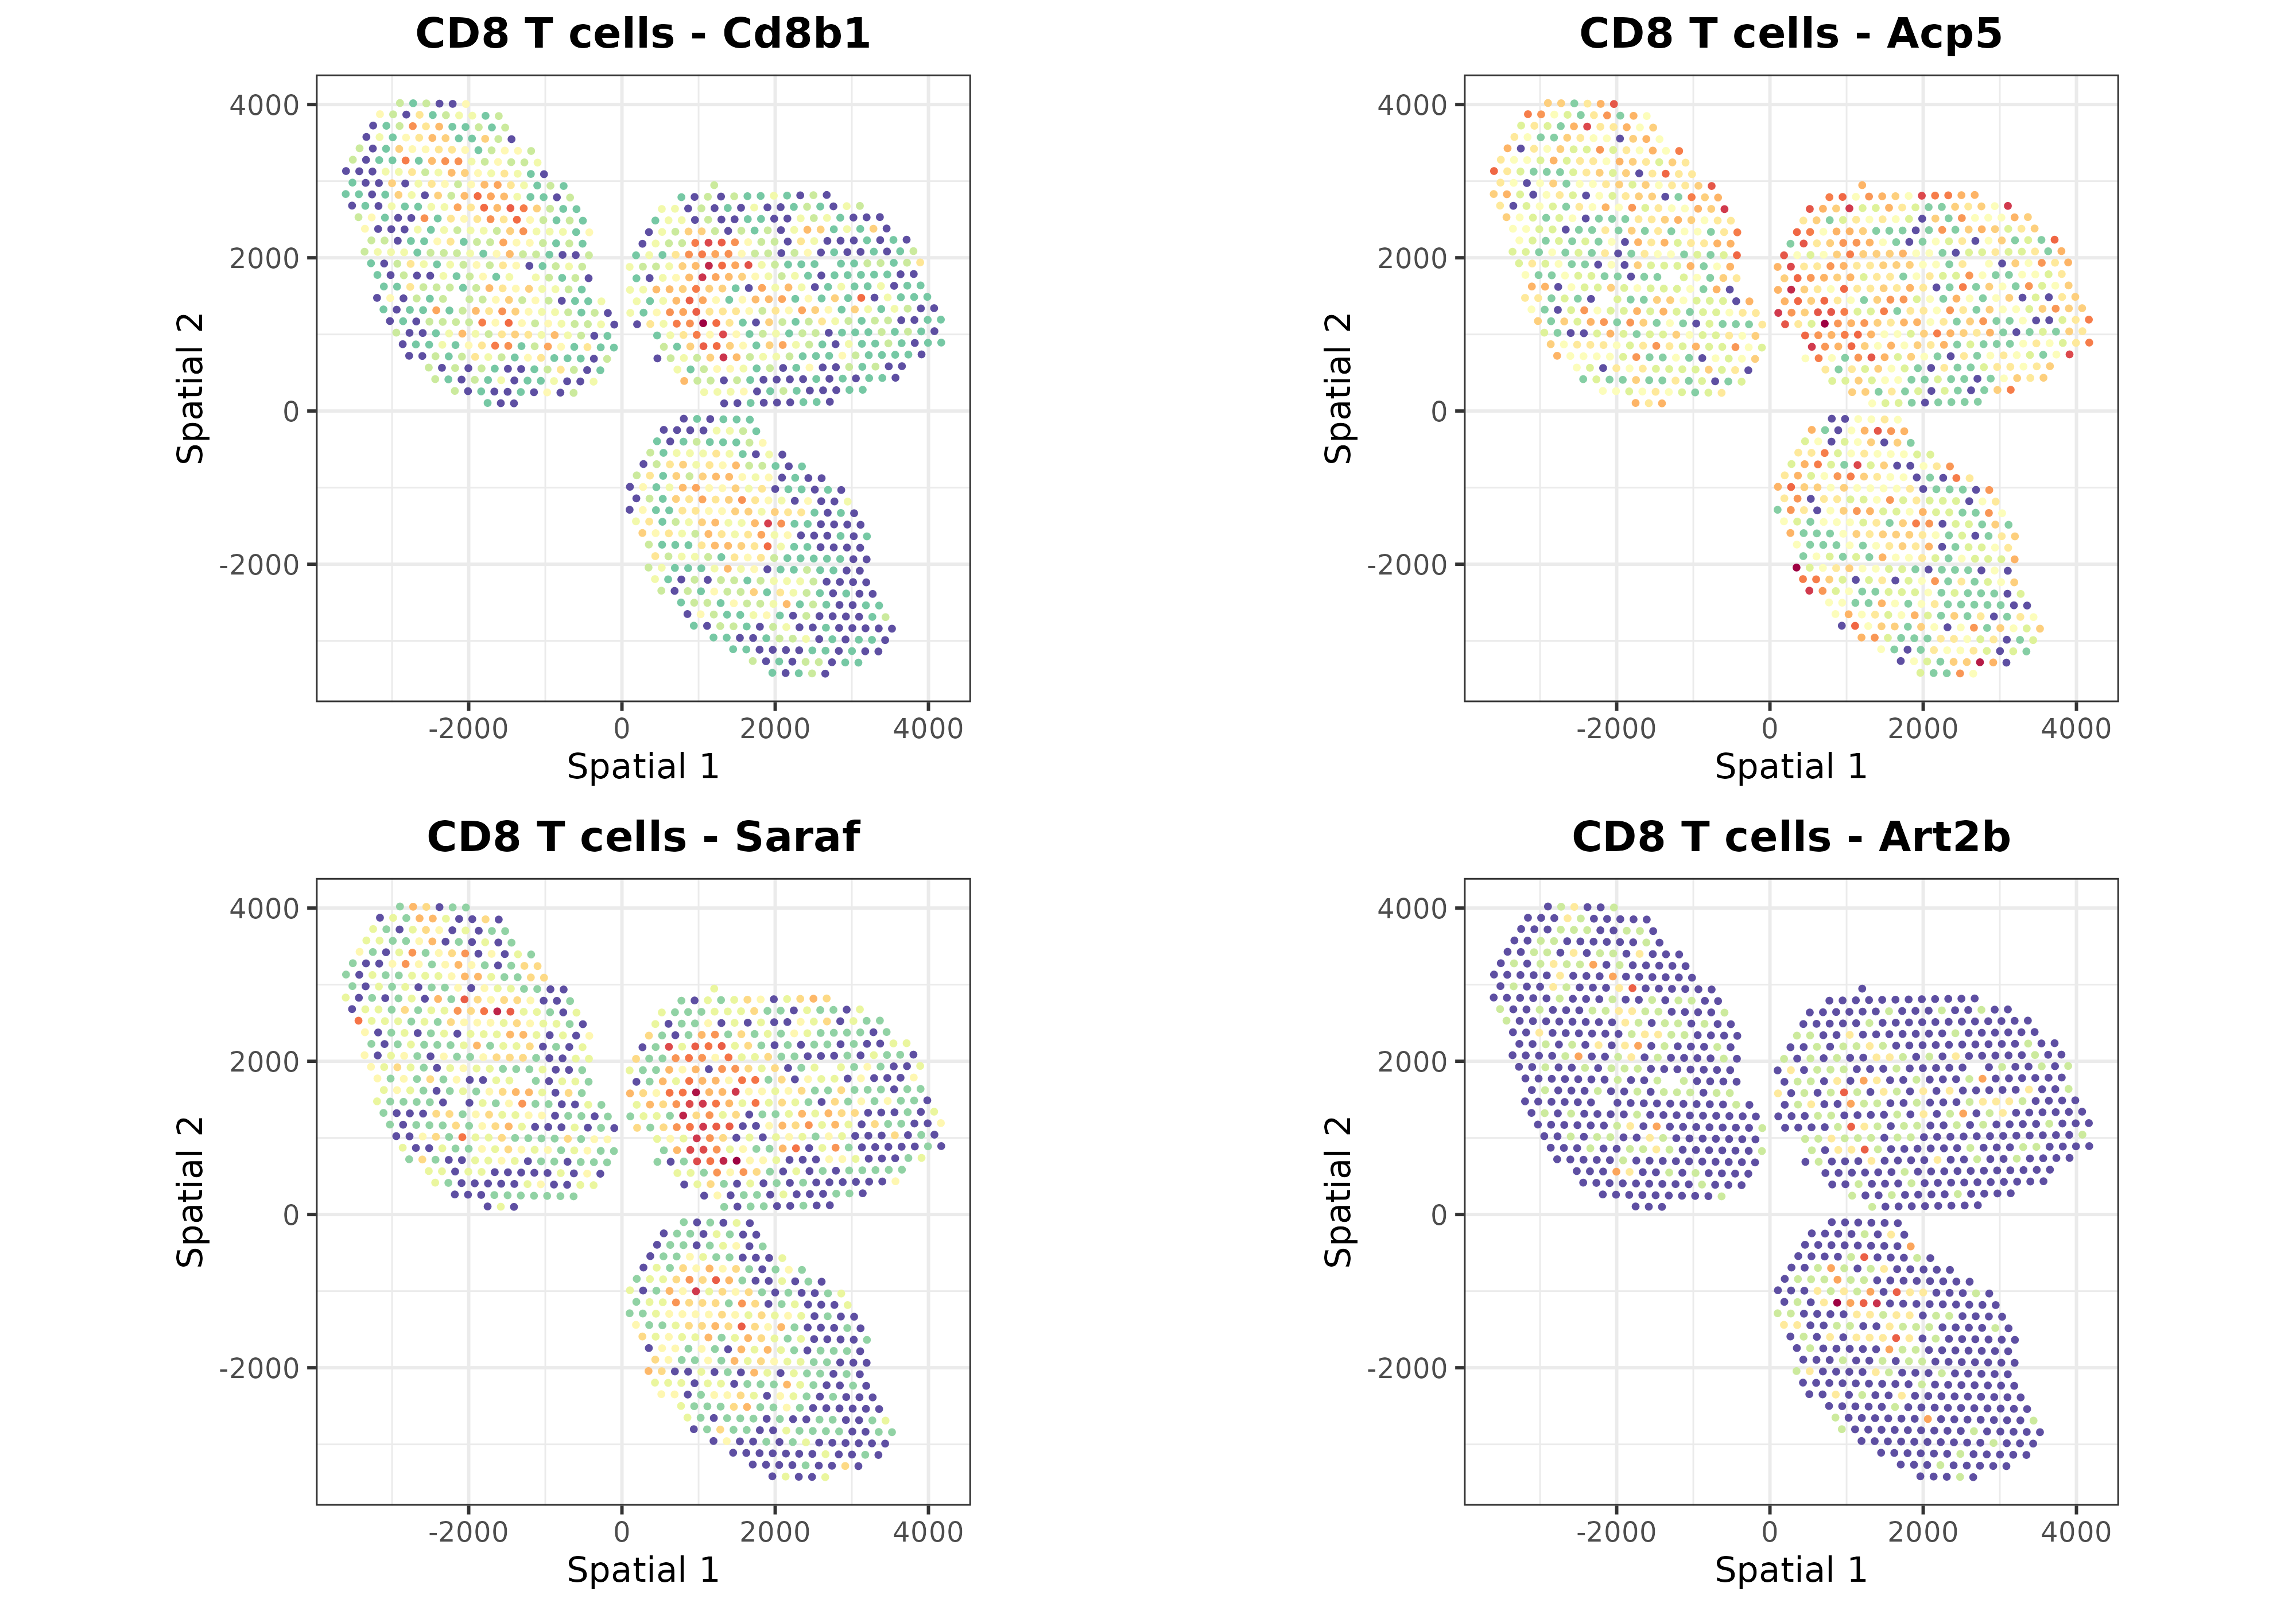 CD8 T cells - Cd8b1
4000
2000
0
-2000
Spatial 2
-2000 0 2000 4000
Spatial 1
CD8 T cells - Acp5
4000
2000
0
-2000
Spatial 2
-2000 0 2000 4000
Spatial 1
CD8 T cells - Saraf
4000
2000
0
-2000
Spatial 2
-2000 0 2000 4000
Spatial 1
CD8 T cells - Art2b
4000
2000
0
-2000
Spatial 2
-2000 0 2000 4000
Spatial 1